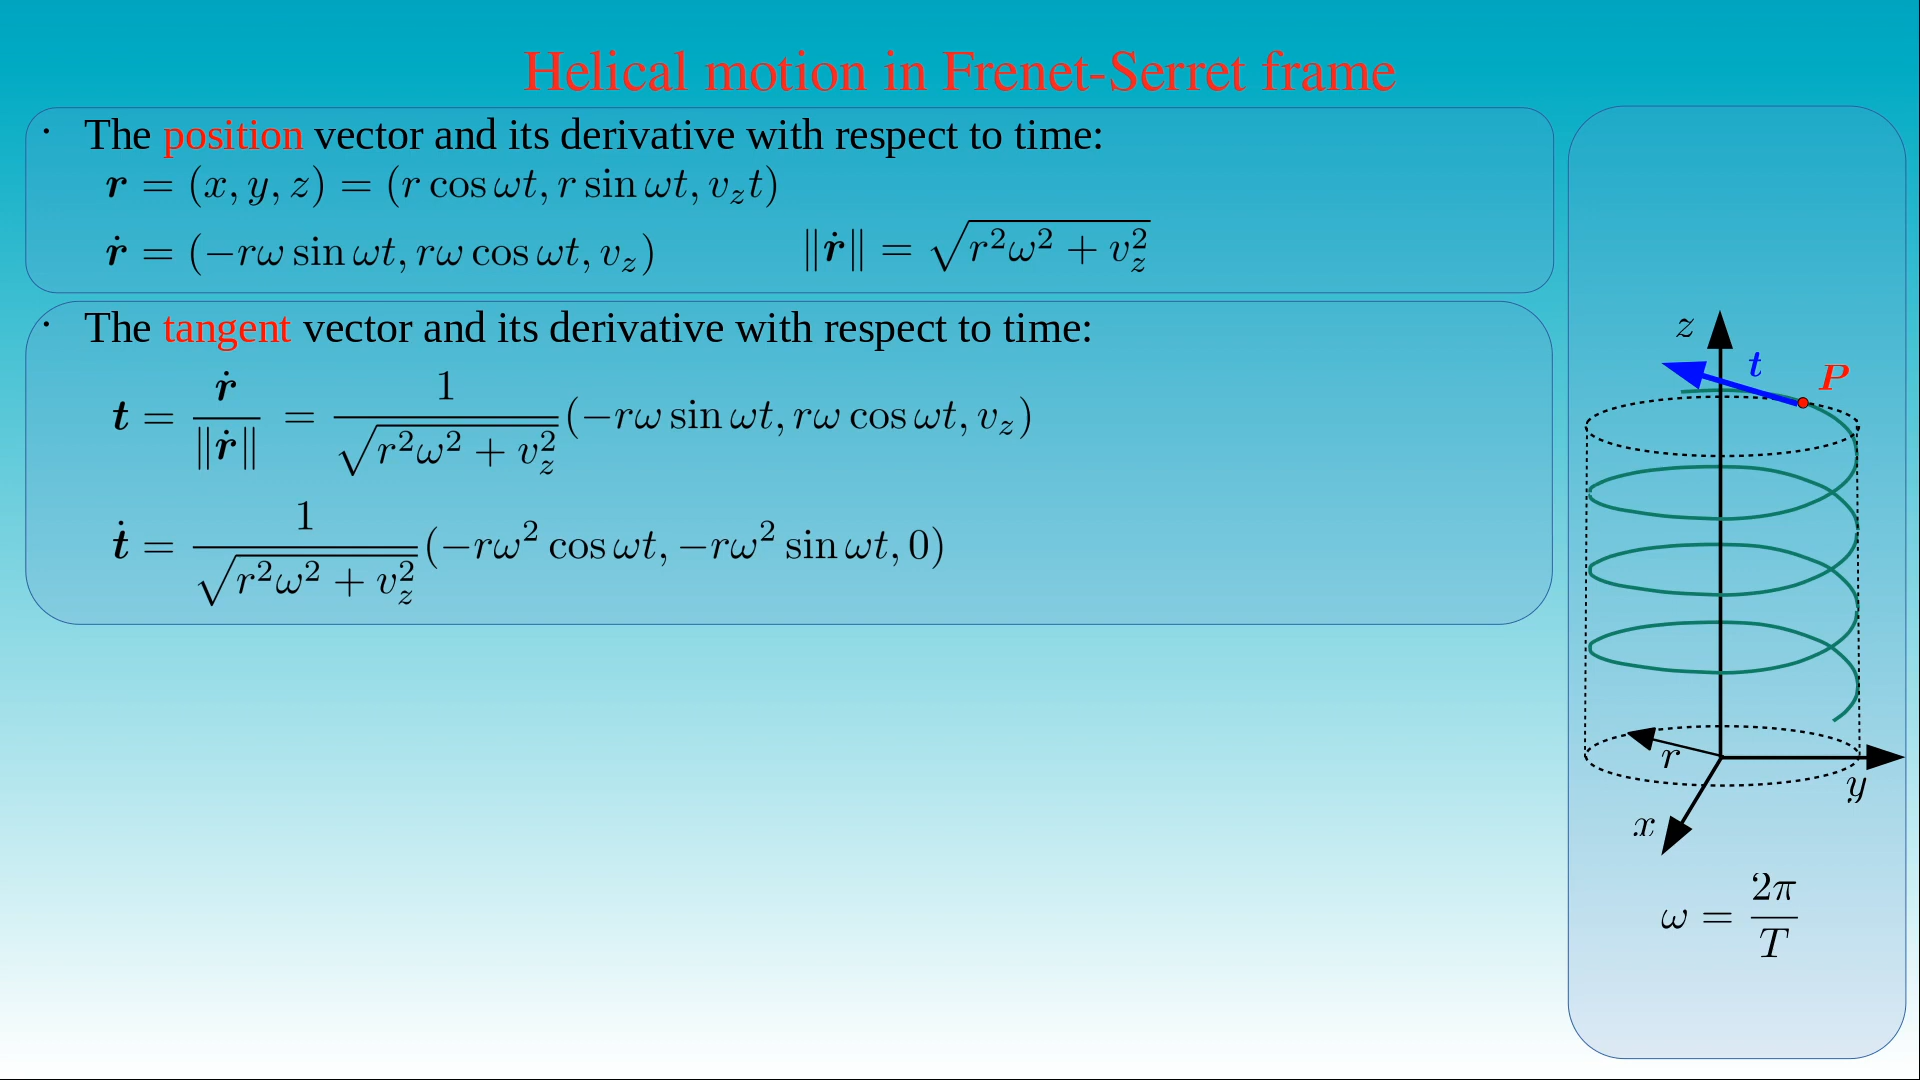 Helical motion in Frenet-Serret frame
· The position vector and its derivative with respect to time:
𝒓 = (x, y, z) = (r cos ωt, r sin ωt, v_z t)
𝒓̇ = (−rω sin ωt, rω cos ωt, v_z)  ‖𝒓̇‖ = √(r²ω² + v_z²)
· The tangent vector and its derivative with respect to time:
𝒕 = 𝒓̇/‖𝒓̇‖ = 1/√(r²ω² + v_z²) (−rω sin ωt, rω cos ωt, v_z)
𝒕̇ = 1/√(r²ω² + v_z²) (−rω² cos ωt, −rω² sin ωt, 0)
z
t
P
r
y
x
ω = 2π/T